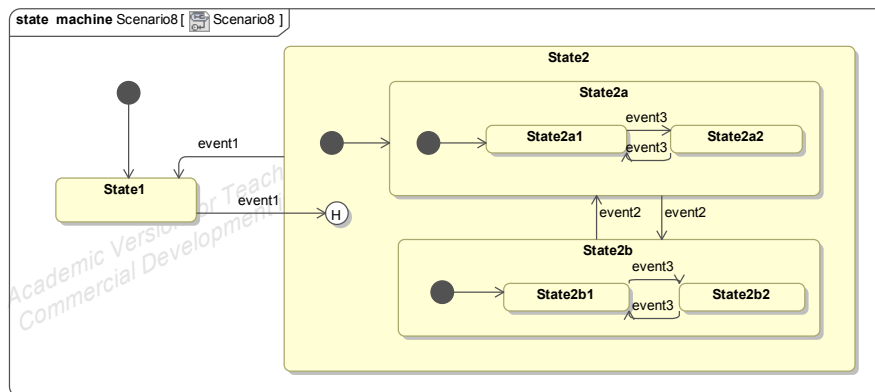 state machine Scenario8 [ Scenario8 ]
State2
State2a
event3
State2a1
State2a2
event3
event1
State1
event1
H
event2
event2
State2b
event3
State2b1
State2b2
event3
Academic Version for Teach
Commercial Development i